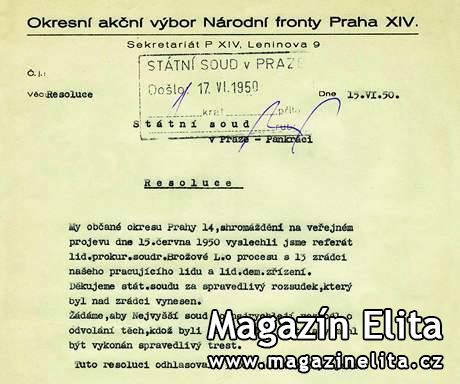 Okresní akční výbor Národní fronty Praha XIV.
Sekretariát P XIV, Leninova 9
Č. j.:
STÁTNÍ SOUD v PRAZE
Došlo: 17. VI. 1950
krát
příl.
Věc: Resoluce
Dne 15.VI.50.
Státní soud
v Praze - Pankráci
Resoluce
My občané okresu Prahy 14, shromáždění na veřejném
projevu dne 15.června 1950 vyslechli jsme referát
lid.prokur.soudr.Brožové L.o procesu s 13 zrádci
našeho pracujícího lidu a lid.dem.zřízení.
Děkujeme stát.soudu za spravedlivý rozsudek,který
byl nad zrádci vynesen.
Žádáme,aby Nejvyšší soud
odvolání těch,kdož byli
být vykonán spravedlivý trest.
Tuto resoluci odhlasoval
Magazín Elita
www.magazinelita.cz